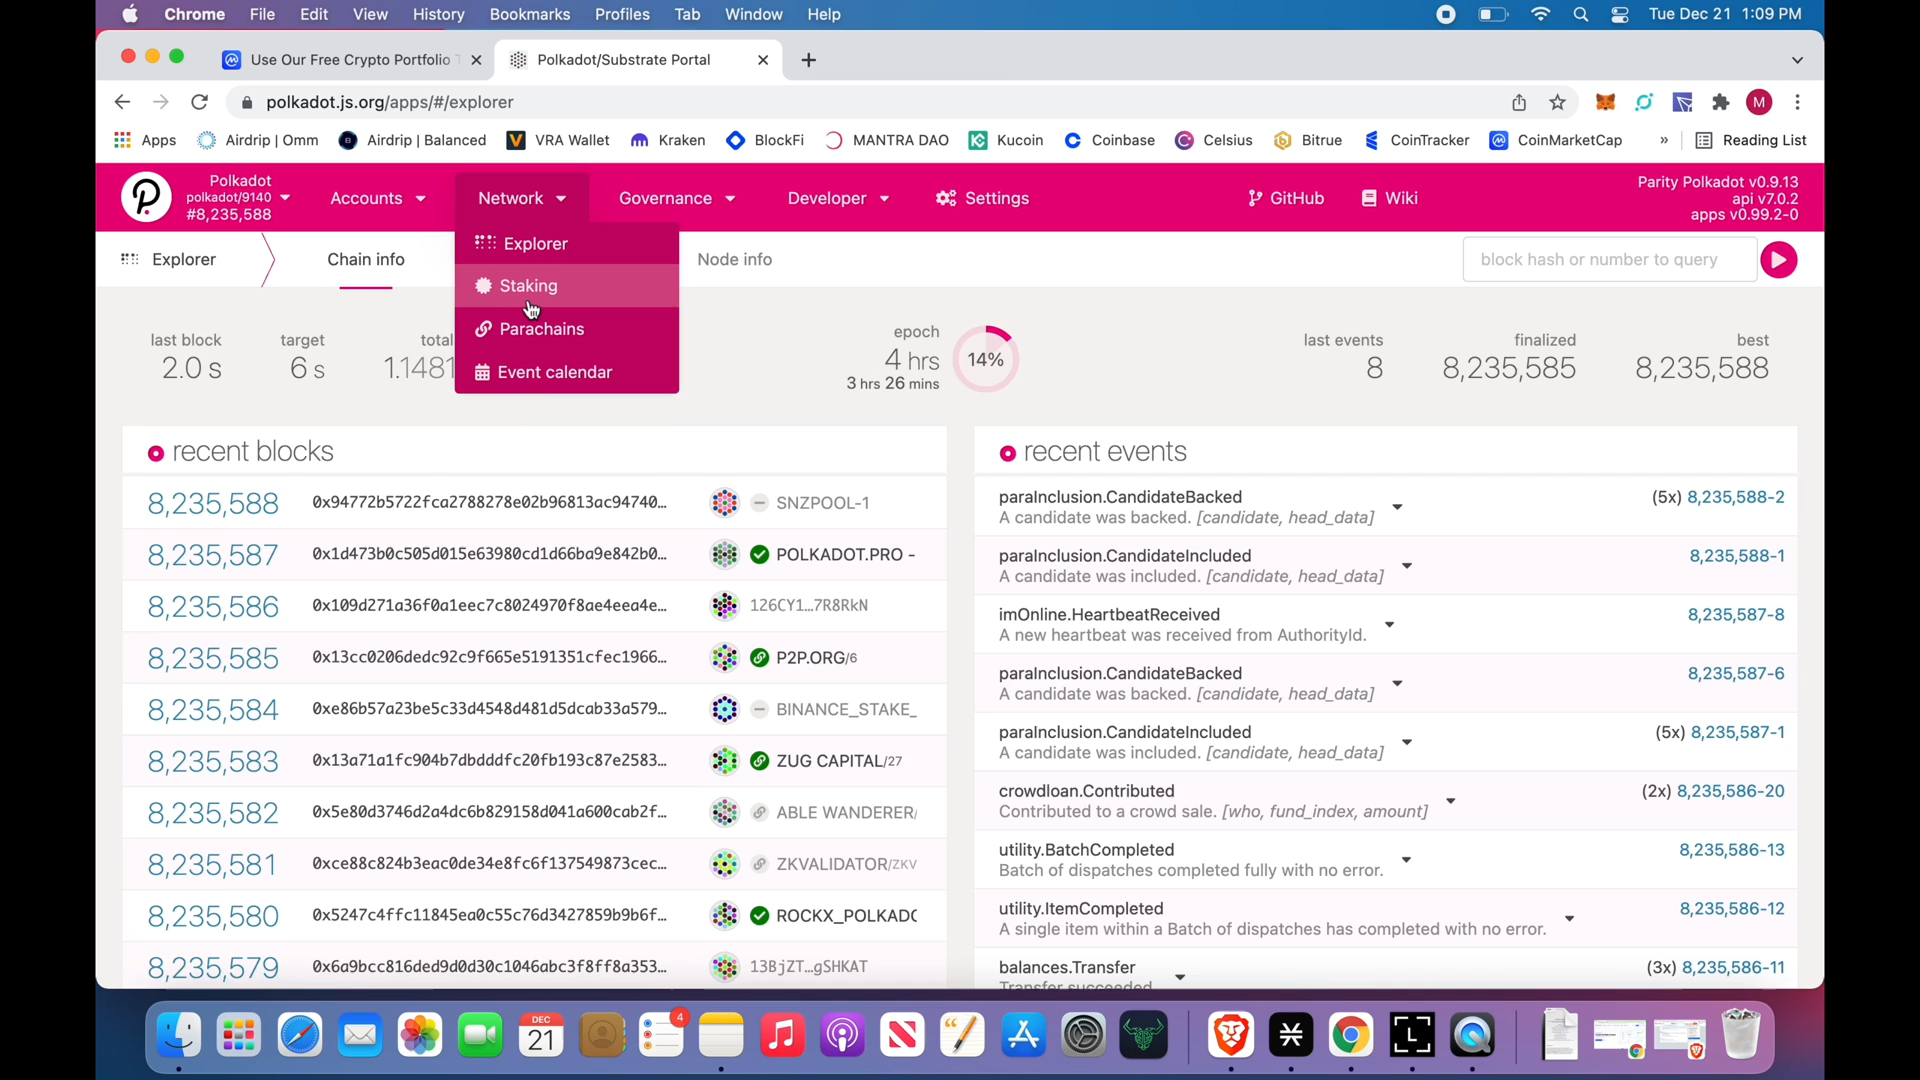 Chrome File Edit View History Bookmarks Profiles Tab Window Help Tue Dec 21 1:09 PM
Use Our Free Crypto Portfolio Polkadot/Substrate Portal
polkadot.js.org/apps/#/explorer M
Apps Airdrip | Omm Airdrip | Balanced VRA Wallet Kraken BlockFi MANTRA DAO Kucoin Coinbase Celsius Bitrue CoinTracker CoinMarketCap » Reading List
Polkadot
polkadot/9140
#8,235,588
Accounts Network Governance Developer Settings GitHub Wiki
Parity Polkadot v0.9.13
api v7.0.2
apps v0.99.2-0
Explorer Chain info Node info block hash or number to query
Explorer
Staking
Parachains
Event calendar
last block target total epoch last events finalized best
2.0 s 6 s 1.1481 4 hrs 14% 8 8,235,585 8,235,588
3 hrs 26 mins
recent blocks
8,235,588 0x94772b5722fca2788278e02b96813ac94740... SNZPOOL-1
8,235,587 0x1d473b0c505d015e63980cd1d66ba9e842b0... POLKADOT.PRO -
8,235,586 0x109d271a36f0a1eec7c8024970f8ae4eea4e... 126CY1...7R8RkN
8,235,585 0x13cc0206dedc92c9f665e5191351cfec1966... P2P.ORG/6
8,235,584 0xe86b57a23be5c33d4548d481d5dcab33a579... BINANCE_STAKE_
8,235,583 0x13a71a1fc904b7dbdddfc20fb193c87e2583... ZUG CAPITAL/27
8,235,582 0x5e80d3746d2a4dc6b829158d041a600cab2f... ABLE WANDERER/
8,235,581 0xce88c824b3eac0de34e8fc6f137549873cec... ZKVALIDATOR/ZKV
8,235,580 0x5247c4ffc11845ea0c55c76d3427859b9b6f... ROCKX_POLKADO
8,235,579 0x6a9bcc816ded9d0d30c1046abc3f8ff8a353... 13BjZT...gSHKAT
recent events
paraInclusion.CandidateBacked (5x) 8,235,588-2
A candidate was backed. [candidate, head_data]
paraInclusion.CandidateIncluded 8,235,588-1
A candidate was included. [candidate, head_data]
imOnline.HeartbeatReceived 8,235,587-8
A new heartbeat was received from AuthorityId.
paraInclusion.CandidateBacked 8,235,587-6
A candidate was backed. [candidate, head_data]
paraInclusion.CandidateIncluded (5x) 8,235,587-1
A candidate was included. [candidate, head_data]
crowdloan.Contributed (2x) 8,235,586-20
Contributed to a crowd sale. [who, fund_index, amount]
utility.BatchCompleted 8,235,586-13
Batch of dispatches completed fully with no error.
utility.ItemCompleted 8,235,586-12
A single item within a Batch of dispatches has completed with no error.
balances.Transfer (3x) 8,235,586-11
Transfer succeeded
DEC
21
4